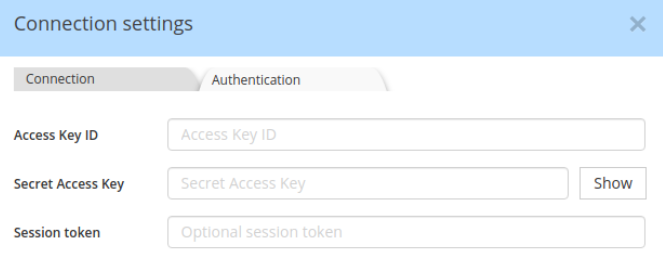 Connection settings
Connection
Authentication
Access Key ID
Access Key ID
Secret Access Key
Secret Access Key
Show
Session token
Optional session token